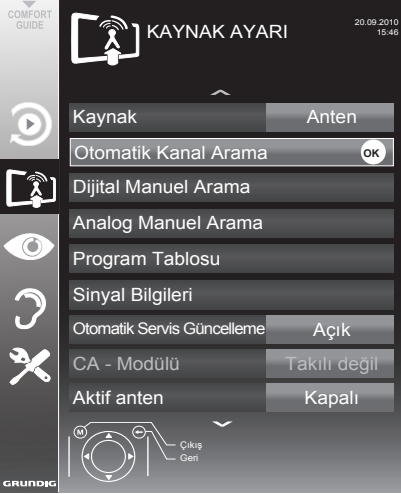 COMFORT
GUIDE
KAYNAK AYARI
20.09.2010
15:46
Kaynak Anten
Otomatik Kanal Arama OK
Dijital Manuel Arama
Analog Manuel Arama
Program Tablosu
Sinyal Bilgileri
Otomatik Servis Güncelleme Açık
CA - Modülü Takılı değil
Aktif anten Kapalı
M
Çıkış
Geri
GRUNDIG